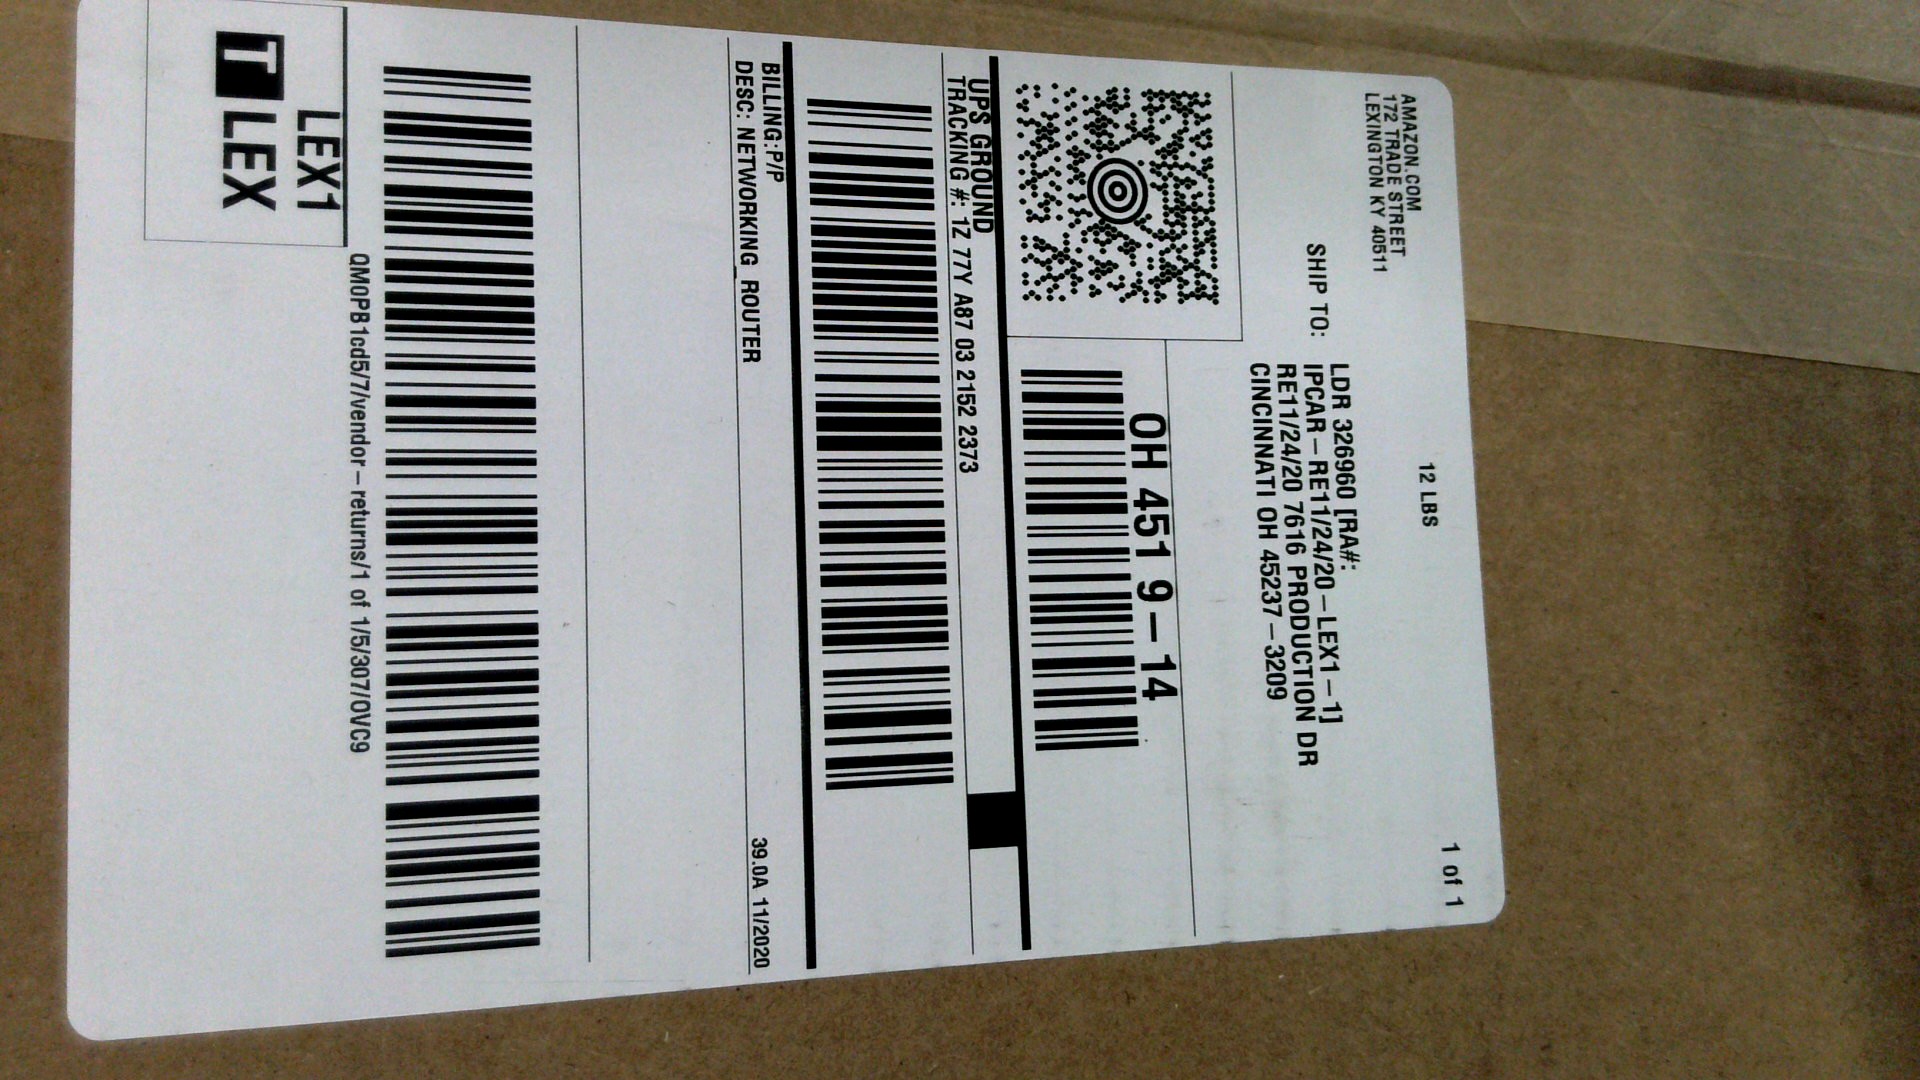 AMAZON.COM
172 TRADE STREET
LEXINGTON KY 40511
12 LBS
1 of 1
SHIP TO:
LDR 326960 [RA#:
IPCAR-RE11/24/20-LEX1-1]
RE11/24/20 7616 PRODUCTION DR
CINCINNATI OH 45237-3209
OH 451 9-14
UPS GROUND
TRACKING #: 1Z 77Y A87 03 2152 2373
BILLING:P/P
DESC: NETWORKING_ROUTER
39.0A 11/2020
LEX1
T LEX
QM0PB1cd5/7/vendor-returns/1 of 1/5/307/0VC9